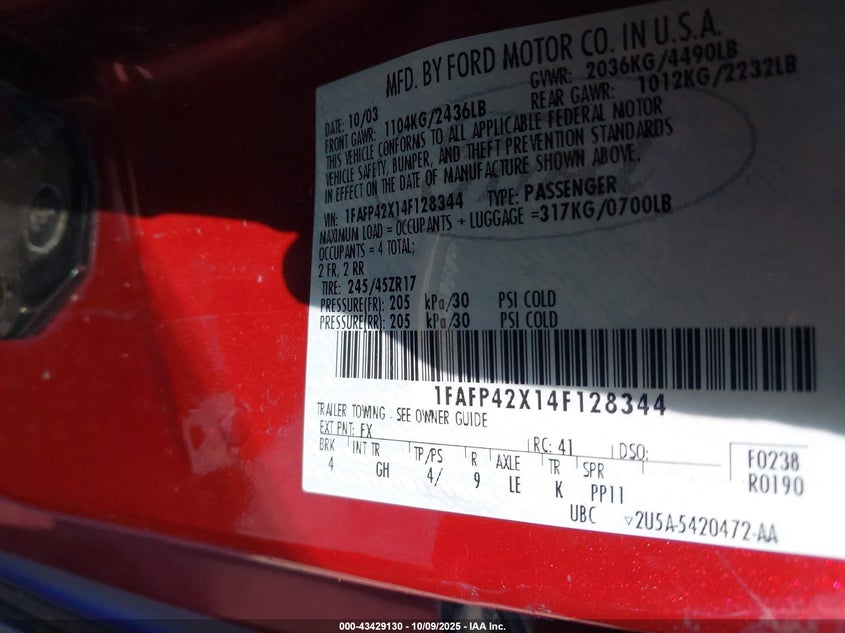 MFD. BY FORD MOTOR CO. IN U.S.A.
DATE: 10/03 GVWR: 2036KG/4490LB
FRONT GAWR: 1104KG/2436LB REAR GAWR: 1012KG/2232LB
THIS VEHICLE CONFORMS TO ALL APPLICABLE FEDERAL MOTOR
VEHICLE SAFETY, BUMPER, AND THEFT PREVENTION STANDARDS
IN EFFECT ON THE DATE OF MANUFACTURE SHOWN ABOVE.
VIN: 1FAFP42X14F128344 TYPE: PASSENGER
MAXIMUM LOAD = OCCUPANTS + LUGGAGE =317KG/0700LB
OCCUPANTS = 4 TOTAL;
2 FR, 2 RR
TIRE: 245/45ZR17
PRESSURE(FR) 205 kPa/30 PSI COLD
PRESSURE(RR) 205 kPa/30 PSI COLD
1FAFP42X14F128344
TRAILER TOWING - SEE OWNER GUIDE
EXT PNT: FX RC: 41 DSO:
BRK INT TR TP/PS R AXLE TR SPR
4 GH 4/ 9 LE K PP11
F0238
R0190
UBC ▽2U5A-5420472-AA
000-43429130 - 10/09/2025 - IAA Inc.